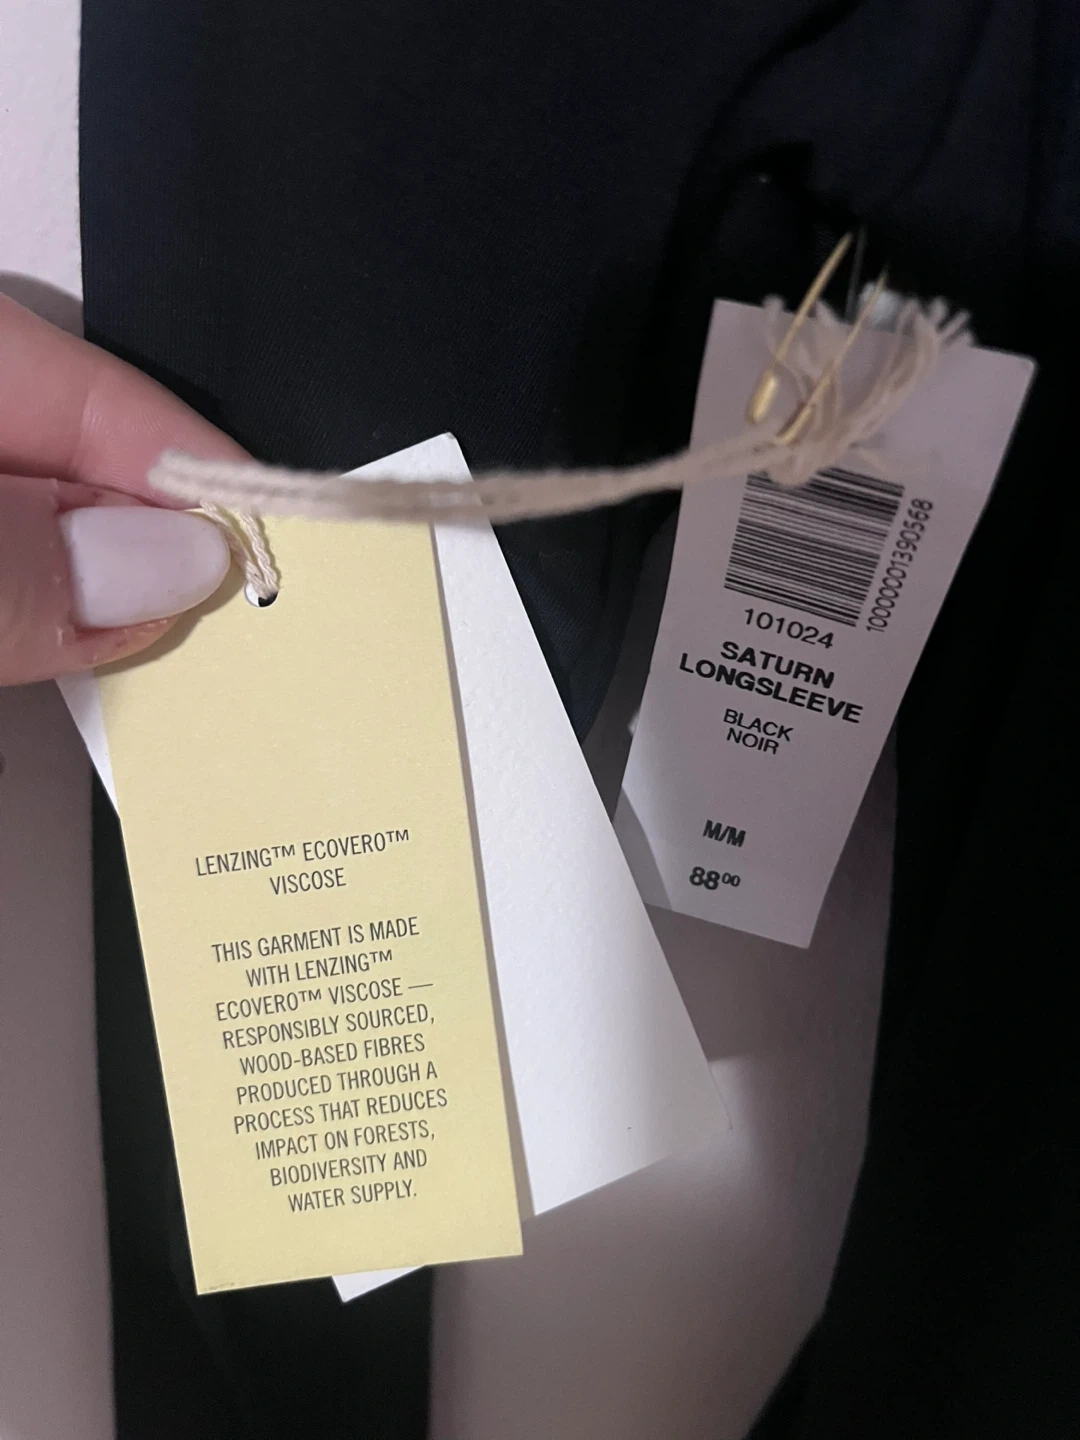 LENZING™ ECOVERO™
VISCOSE
THIS GARMENT IS MADE
WITH LENZING™
ECOVERO™ VISCOSE —
RESPONSIBLY SOURCED,
WOOD-BASED FIBRES
PRODUCED THROUGH A
PROCESS THAT REDUCES
IMPACT ON FORESTS,
BIODIVERSITY AND
WATER SUPPLY.
1000001390568
101024
SATURN
LONGSLEEVE
BLACK
NOIR
M/M
88⁰⁰